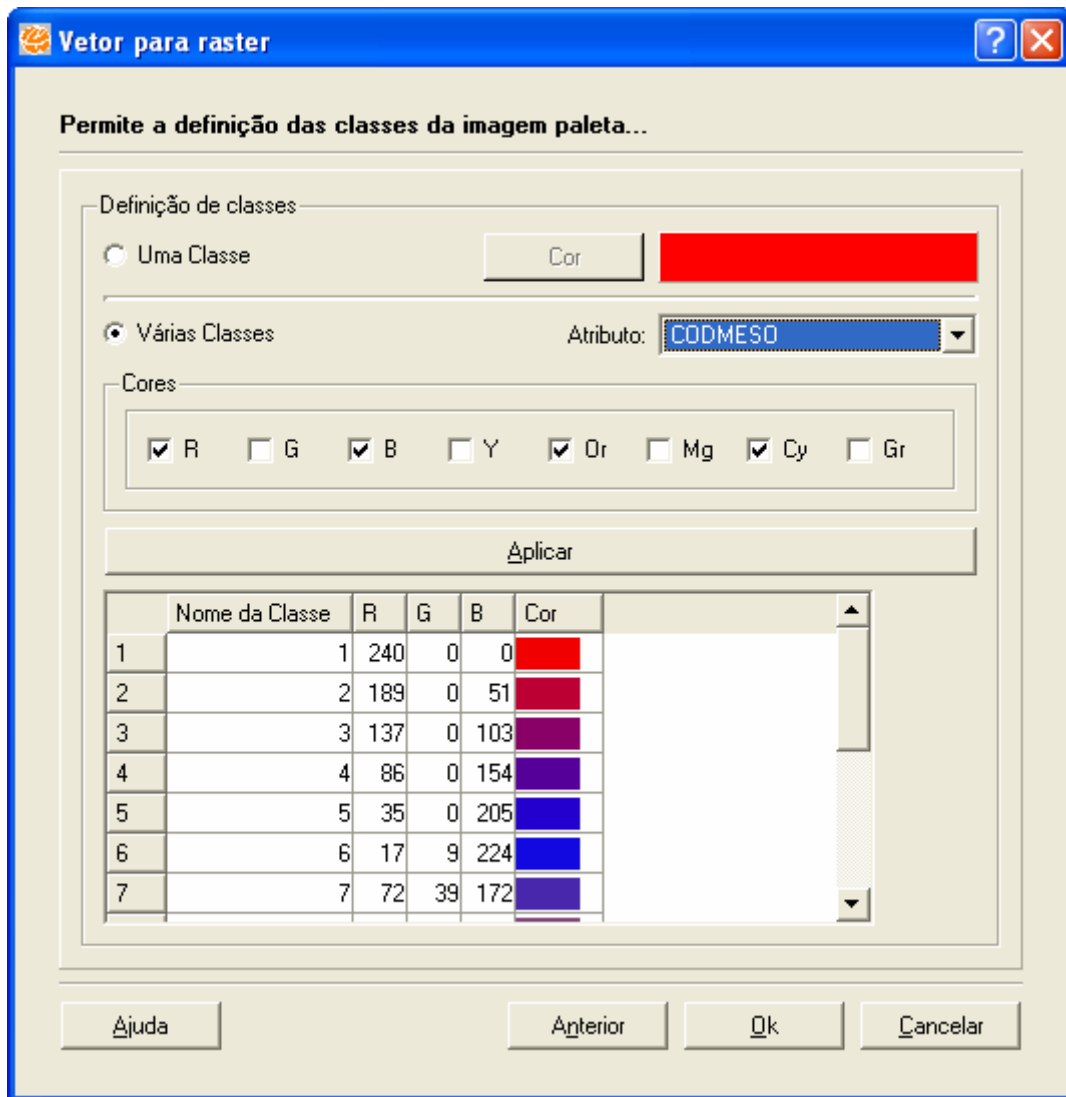 Vetor para raster
Permite a definição das classes da imagem paleta...
Definição de classes
Uma Classe Cor
Várias Classes Atributo: CODMESO
Cores
R G B Y Or Mg Cy Gr
Aplicar
Nome da Classe R G B Cor
1 1 240 0 0
2 2 189 0 51
3 3 137 0 103
4 4 86 0 154
5 5 35 0 205
6 6 17 9 224
7 7 72 39 172
Ajuda Anterior Ok Cancelar